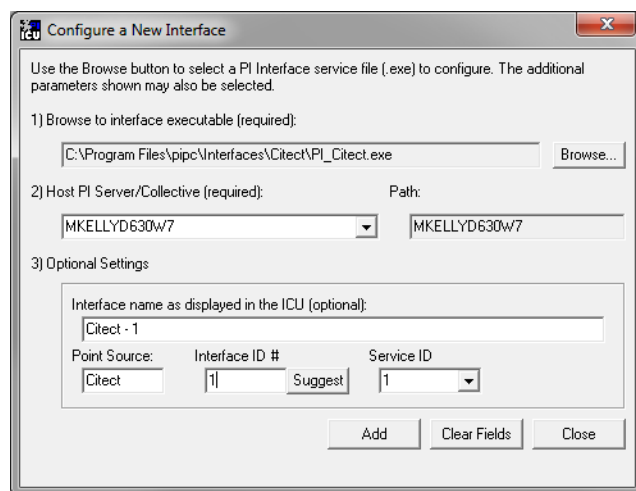 ICU Configure a New Interface
Use the Browse button to select a PI Interface service file (.exe) to configure. The additional
parameters shown may also be selected.
1) Browse to interface executable (required):
C:\Program Files\pipc\Interfaces\Citect\PI_Citect.exe Browse...
2) Host PI Server/Collective (required): Path:
MKELLYD630W7 MKELLYD630W7
3) Optional Settings
Interface name as displayed in the ICU (optional):
Citect - 1
Point Source: Interface ID # Service ID
Citect 1 Suggest 1
Add Clear Fields Close